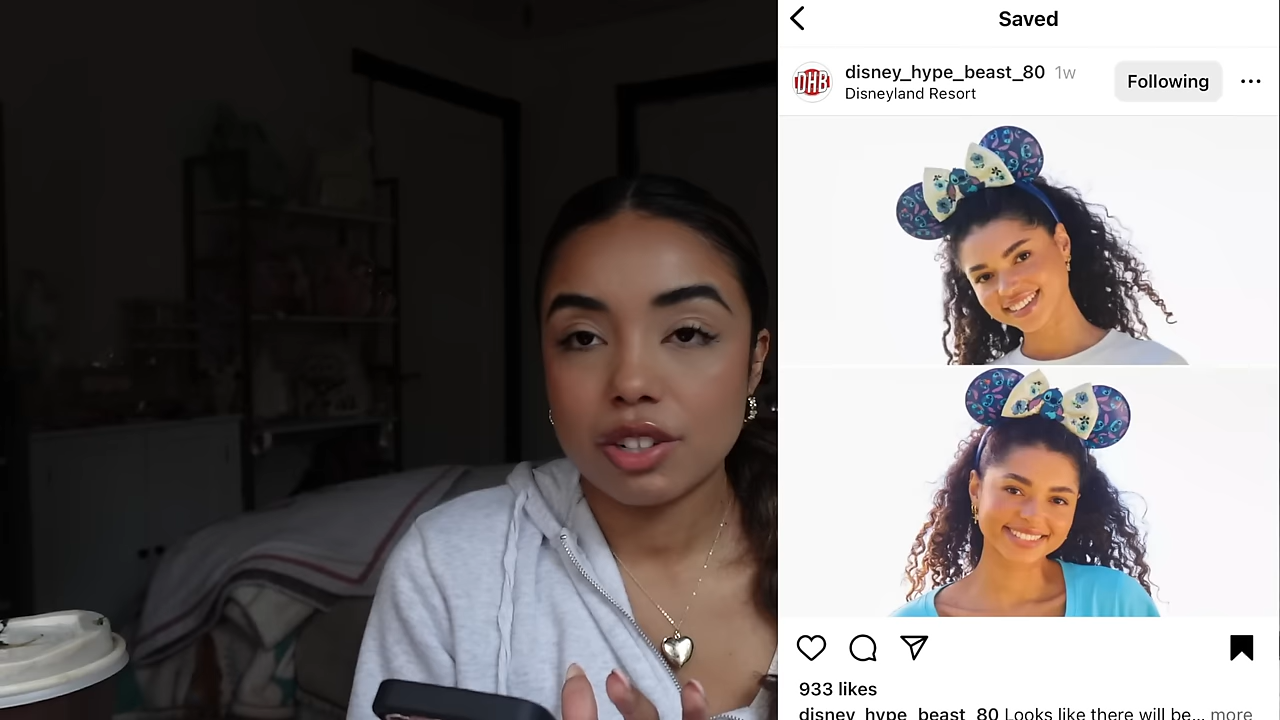 Saved
DHB
disney_hype_beast_80 1w
Disneyland Resort
Following
933 likes
disney_hype_beast_80 Looks like there will be... more